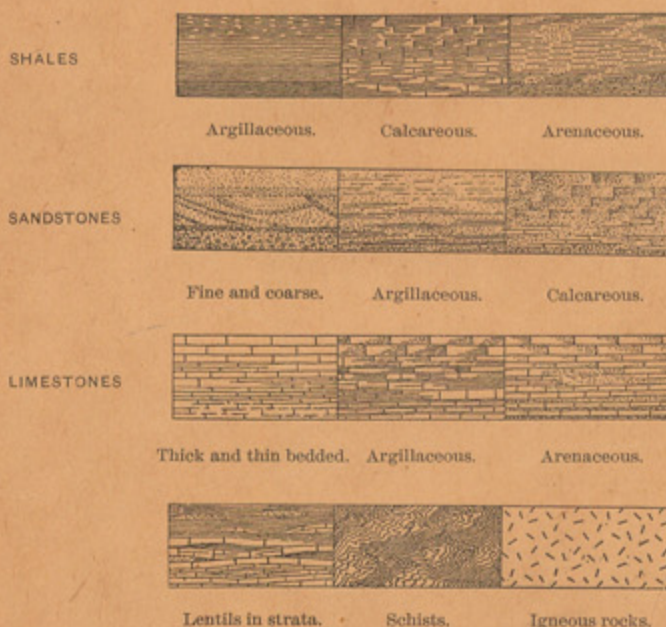 SHALES
Argillaceous. Calcareous. Arenaceous.
SANDSTONES
Fine and coarse. Argillaceous. Calcareous.
LIMESTONES
Thick and thin bedded. Argillaceous. Arenaceous.
Lentils in strata. Schists. Igneous rocks.